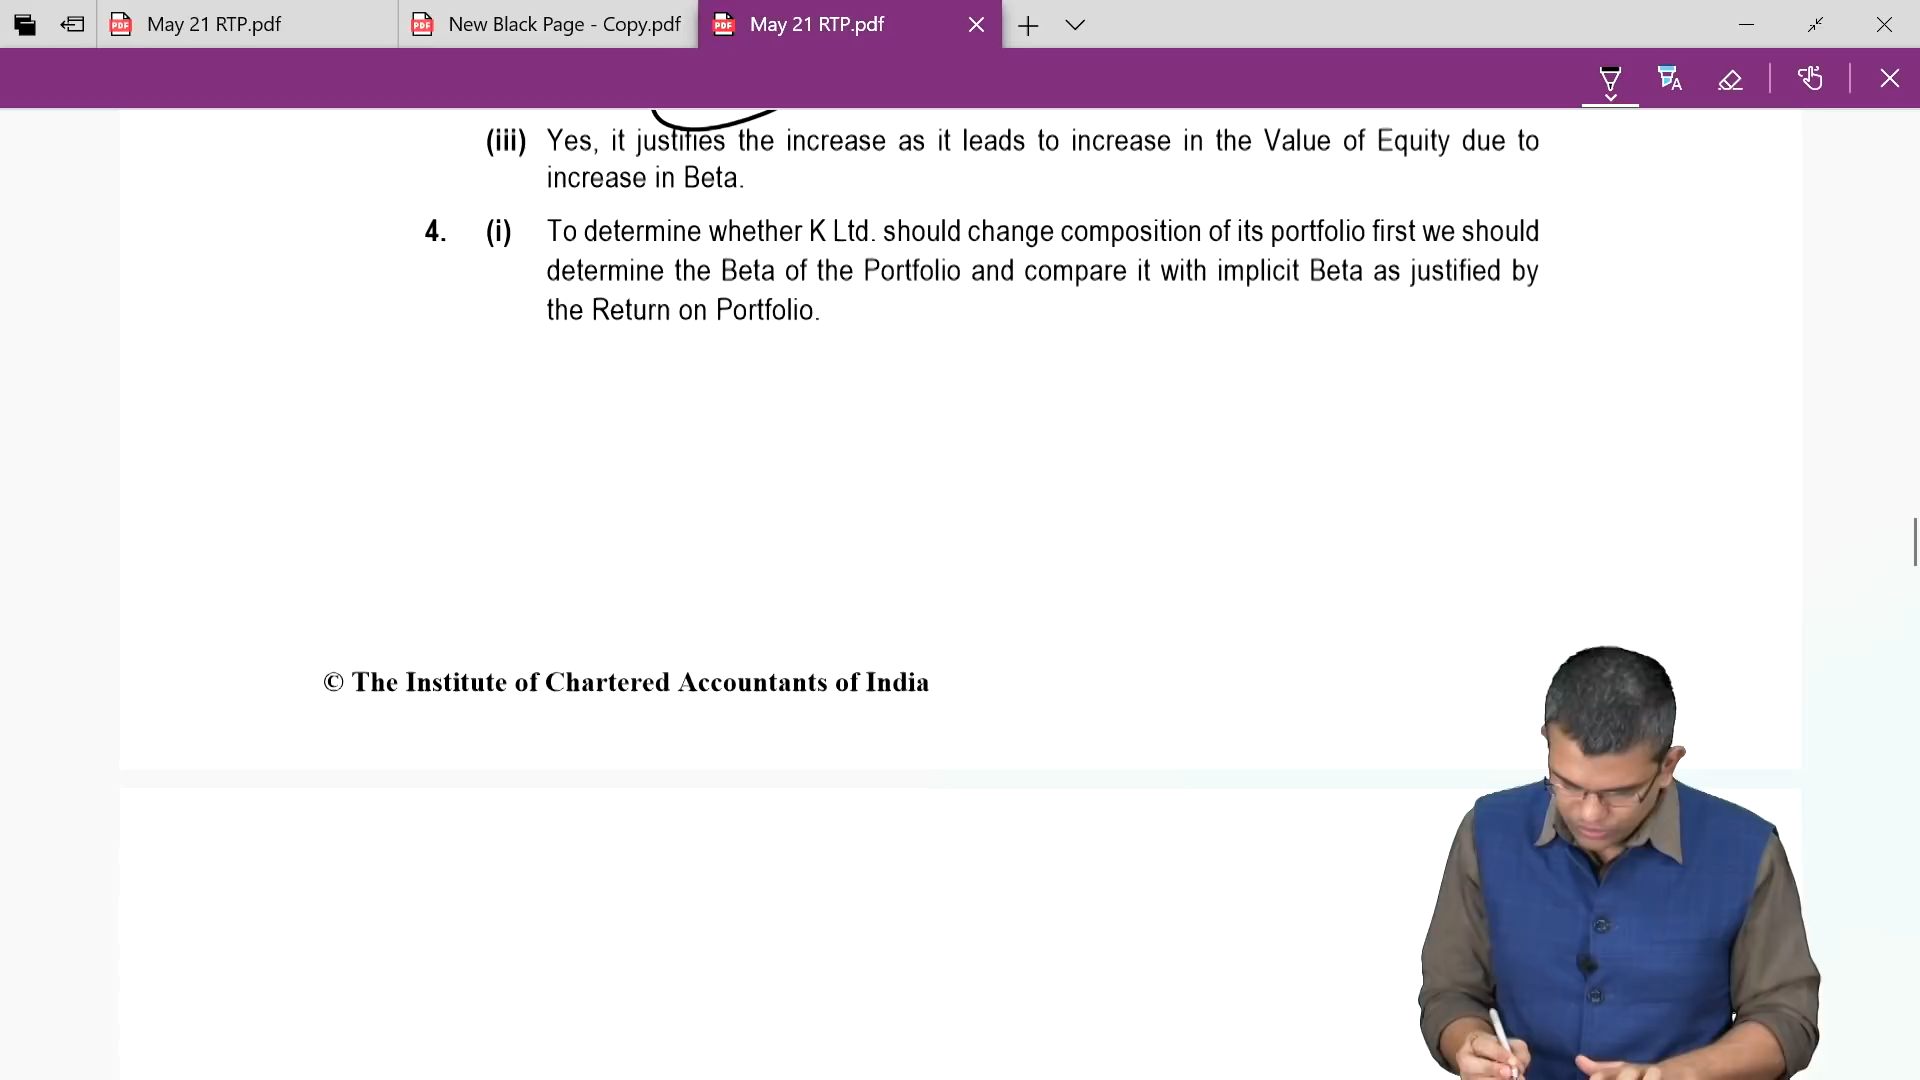 May 21 RTP.pdf
New Black Page - Copy.pdf
May 21 RTP.pdf
(iii) Yes, it justifies the increase as it leads to increase in the Value of Equity due to
increase in Beta.
4. (i) To determine whether K Ltd. should change composition of its portfolio first we should
determine the Beta of the Portfolio and compare it with implicit Beta as justified by
the Return on Portfolio.
© The Institute of Chartered Accountants of India